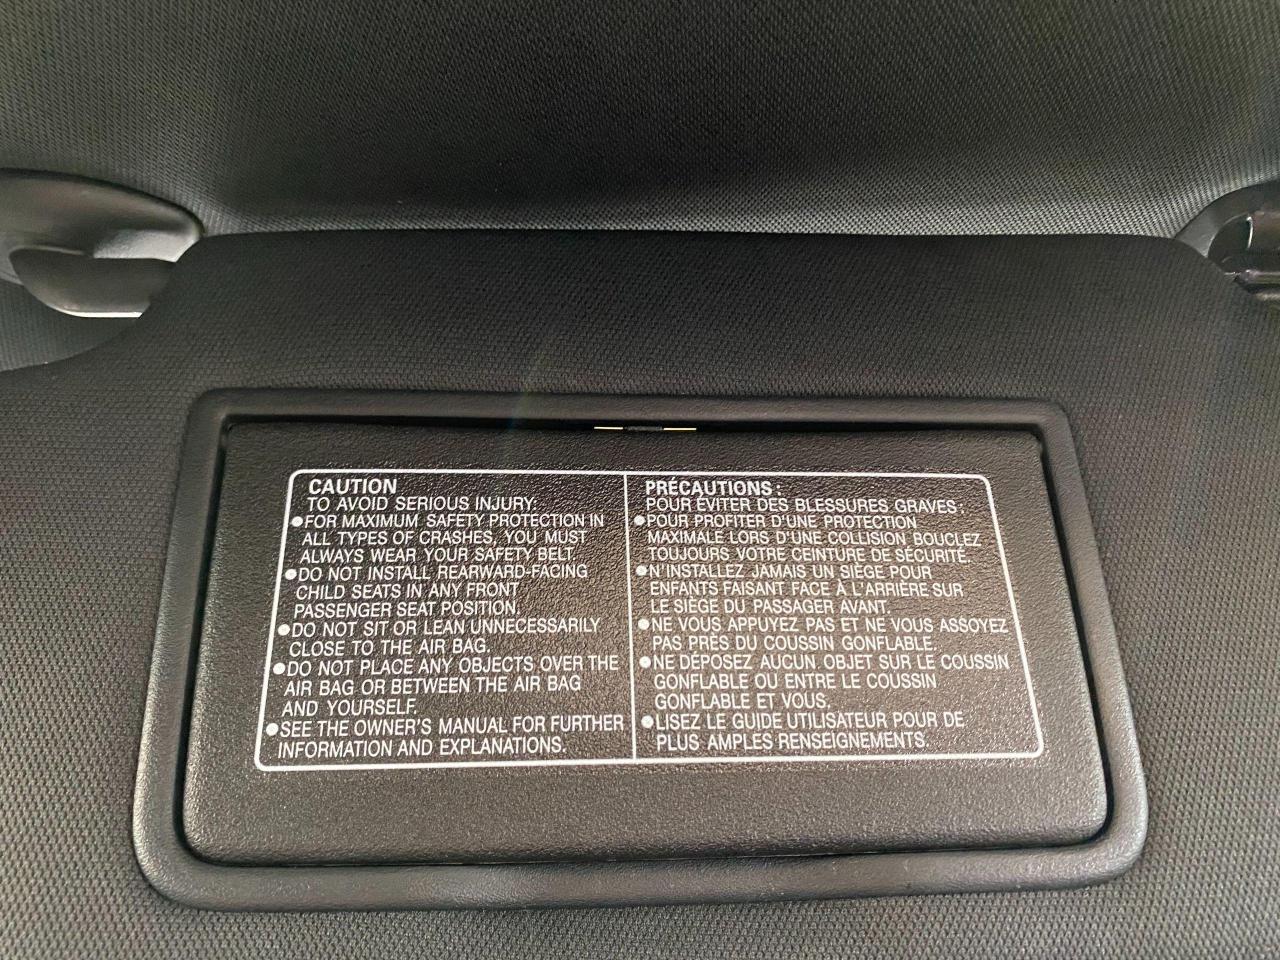 CAUTION
TO AVOID SERIOUS INJURY:
●FOR MAXIMUM SAFETY PROTECTION IN
ALL TYPES OF CRASHES, YOU MUST
ALWAYS WEAR YOUR SAFETY BELT.
●DO NOT INSTALL REARWARD-FACING
CHILD SEATS IN ANY FRONT
PASSENGER SEAT POSITION.
●DO NOT SIT OR LEAN UNNECESSARILY
CLOSE TO THE AIR BAG.
●DO NOT PLACE ANY OBJECTS OVER THE
AIR BAG OR BETWEEN THE AIR BAG
AND YOURSELF.
●SEE THE OWNER'S MANUAL FOR FURTHER
INFORMATION AND EXPLANATIONS.
PRÉCAUTIONS :
POUR ÉVITER DES BLESSURES GRAVES :
●POUR PROFITER D'UNE PROTECTION
MAXIMALE LORS D'UNE COLLISION BOUCLEZ
TOUJOURS VOTRE CEINTURE DE SÉCURITÉ.
●N'INSTALLEZ JAMAIS UN SIÈGE POUR
ENFANTS FAISANT FACE À L'ARRIÈRE SUR
LE SIÈGE DU PASSAGER AVANT.
●NE VOUS APPUYEZ PAS ET NE VOUS ASSOYEZ
PAS PRÈS DU COUSSIN GONFLABLE.
●NE DÉPOSEZ AUCUN OBJET SUR LE COUSSIN
GONFLABLE OU ENTRE LE COUSSIN
GONFLABLE ET VOUS.
●LISEZ LE GUIDE UTILISATEUR POUR DE
PLUS AMPLES RENSEIGNEMENTS.